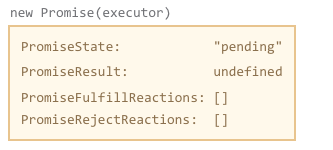 new Promise(executor)
PromiseState: "pending"
PromiseResult: undefined
PromiseFulfillReactions: []
PromiseRejectReactions: []